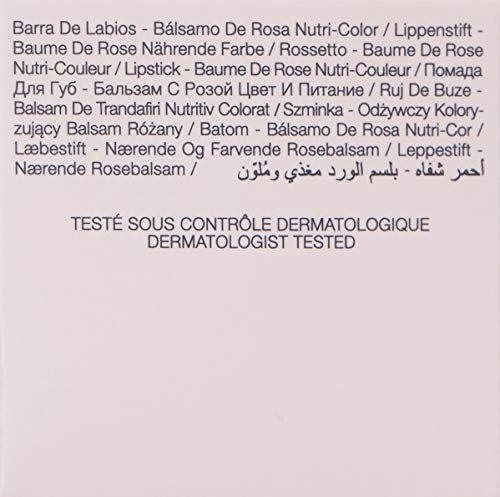 Barra De Labios - Bálsamo De Rosa Nutri-Color / Lippenstift -
Baume De Rose Nährende Farbe / Rossetto - Baume De Rose
Nutri-Couleur / Lipstick - Baume De Rose Nutri-Couleur / Помада
Для Губ - Бальзам С Розой Цвет И Питание / Ruj De Buze -
Balsam De Trandafiri Nutritiv Colorat / Szminka - Odżywczy Kolory-
zujący Balsam Różany / Batom - Bálsamo De Rosa Nutri-Cor /
Læbestift - Nærende Og Farvende Rosebalsam / Leppestift -
Nærende Rosebalsam / أحمر شفاه - بلسم الورد مغذي ومُلوّن
TESTÉ SOUS CONTRÔLE DERMATOLOGIQUE
DERMATOLOGIST TESTED